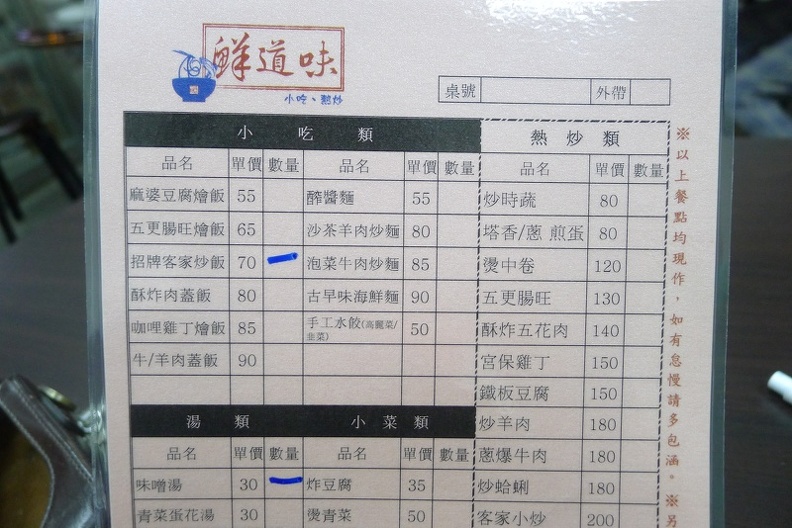 鮮道味
小吃、熱炒
桌號 外帶
小吃類
品名 單價 數量 品名 單價 數量
麻婆豆腐燴飯 55 醡醬麵 55
五更腸旺燴飯 65 沙茶羊肉炒麵 80
招牌客家炒飯 70 泡菜牛肉炒麵 85
酥炸肉蓋飯 80 古早味海鮮麵 90
咖哩雞丁燴飯 85 手工水餃(高麗菜/韭菜) 50
牛/羊肉蓋飯 90
湯類 小菜類
品名 單價 數量 品名 單價 數量
味噌湯 30 炸豆腐 35
青菜蛋花湯 30 燙青菜 50
熱炒類
品名 單價 數量
炒時蔬 80
塔香/蔥 煎蛋 80
燙中卷 120
五更腸旺 130
酥炸五花肉 140
宮保雞丁 150
鐵板豆腐 150
炒羊肉 180
蔥爆牛肉 180
炒蛤蜊 180
客家小炒 200
※以上餐點均現作，如有怠慢請多包涵。※另